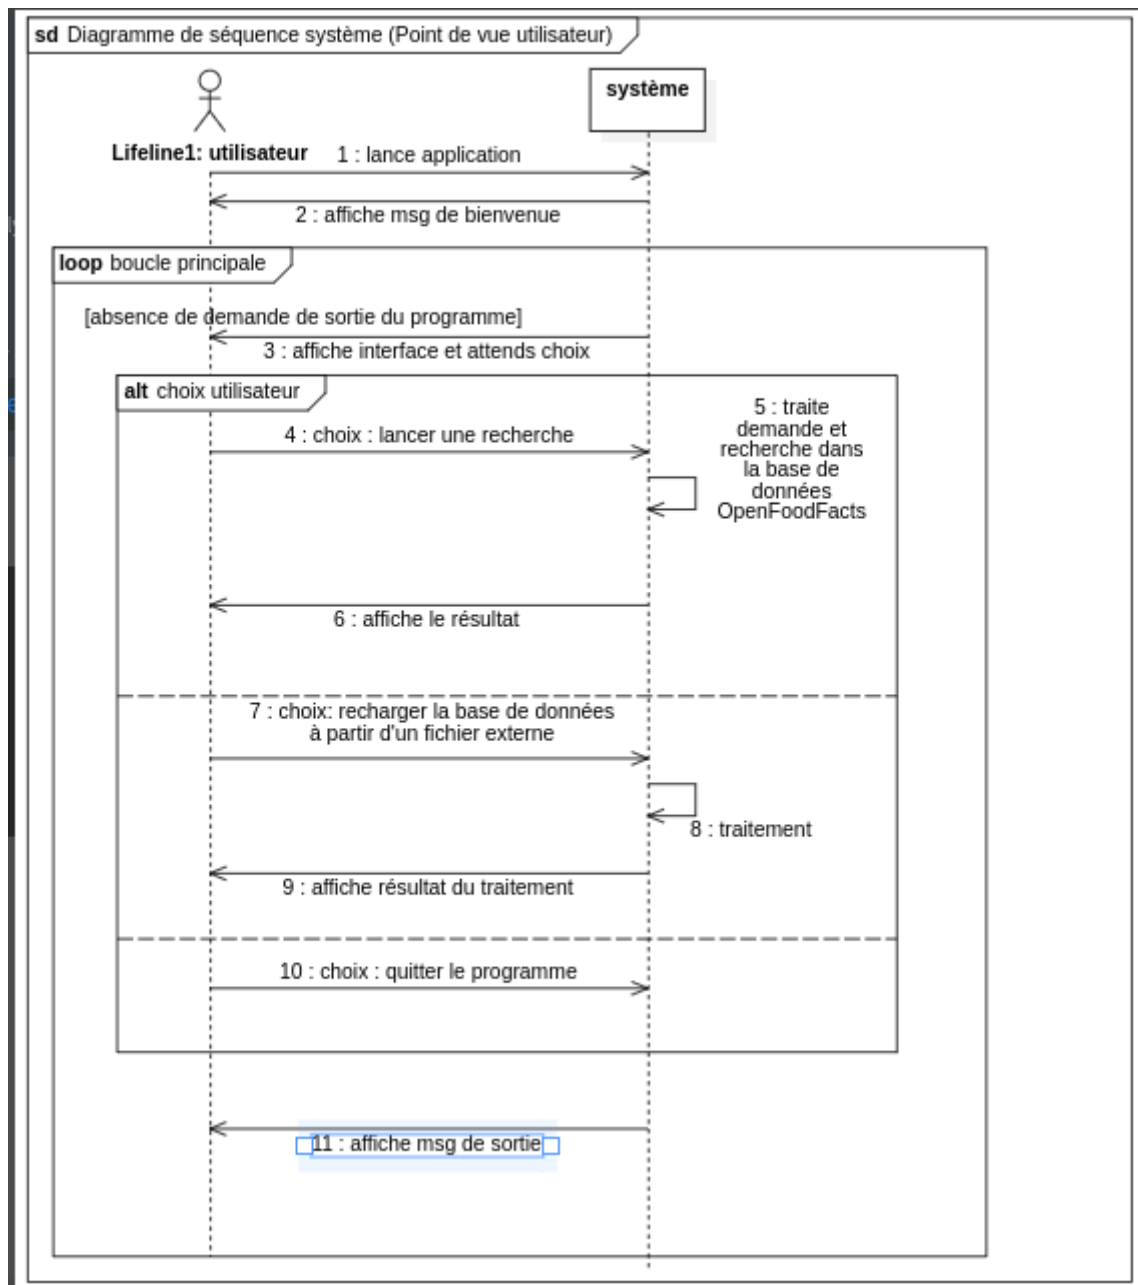 sd Diagramme de séquence système (Point de vue utilisateur)
système
Lifeline1: utilisateur
1 : lance application
2 : affiche msg de bienvenue
loop boucle principale
[absence de demande de sortie du programme]
3 : affiche interface et attends choix
alt choix utilisateur
4 : choix : lancer une recherche
5 : traite
demande et
recherche dans
la base de
données
OpenFoodFacts
6 : affiche le résultat
7 : choix: recharger la base de données
à partir d'un fichier externe
8 : traitement
9 : affiche résultat du traitement
10 : choix : quitter le programme
11 : affiche msg de sortie